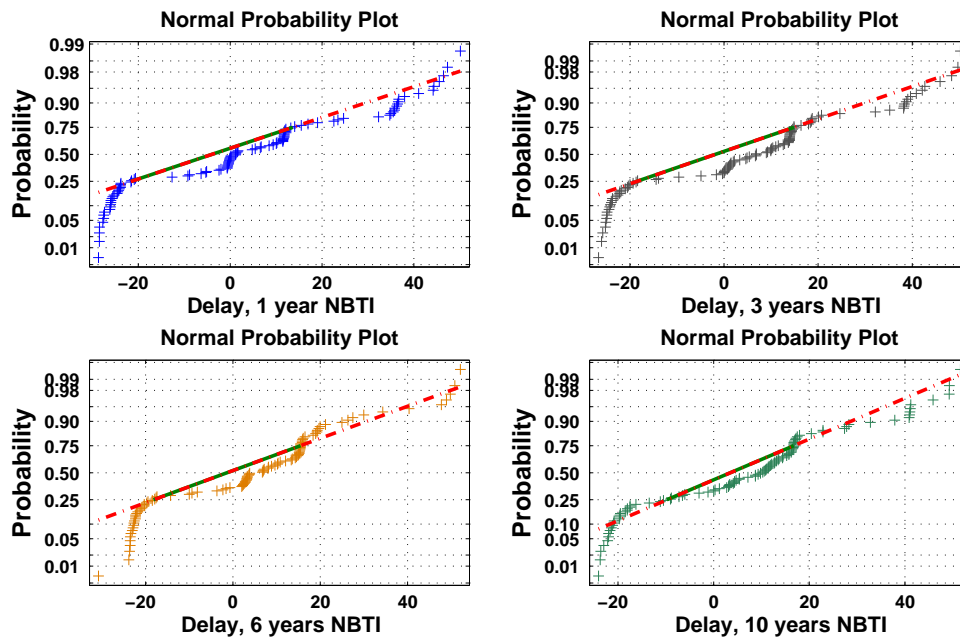 Normal Probability Plot
Probability
0.99
0.98
0.90
0.75
0.50
0.25
0.05
0.01
−20 0 20 40
Delay, 1 year NBTI
Normal Probability Plot
Probability
0.99
0.98
0.90
0.75
0.50
0.25
0.05
0.01
−20 0 20 40
Delay, 3 years NBTI
Normal Probability Plot
Probability
0.99
0.98
0.90
0.75
0.50
0.25
0.05
0.01
−20 0 20 40
Delay, 6 years NBTI
Normal Probability Plot
Probability
0.99
0.98
0.90
0.75
0.50
0.25
0.10
0.05
0.01
−20 0 20 40
Delay, 10 years NBTI